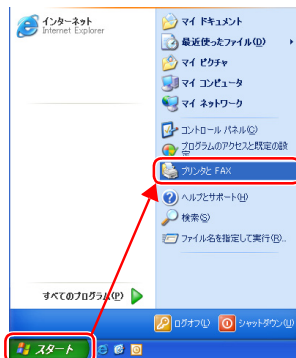 インターネット
Internet Explorer
すべてのプログラム(P)
マイ ドキュメント
最近使ったファイル(D)
マイ ピクチャ
マイ コンピュータ
マイ ネットワーク
コントロール パネル(C)
プログラムのアクセスと既定の設
定
プリンタと FAX
ヘルプとサポート(H)
検索(S)
ファイル名を指定して実行(R)...
ログオフ(L)
シャットダウン(U)
スタート